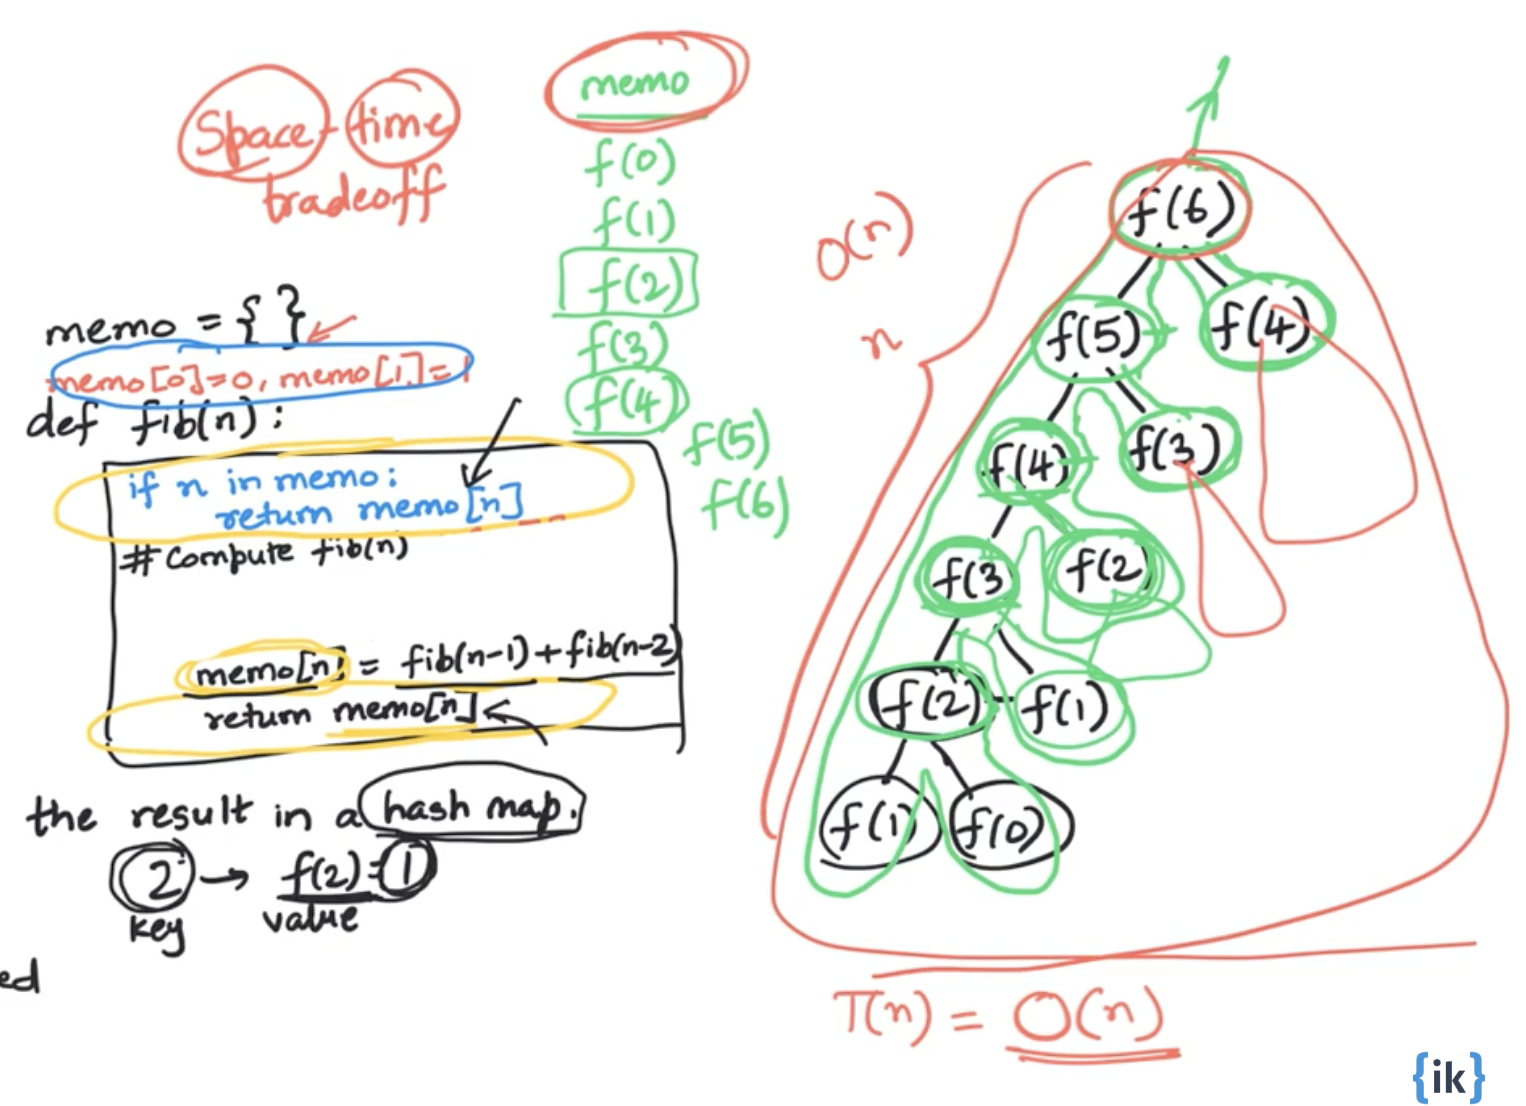 Space-time
tradeoff
memo = { }
memo[0]=0, memo[1]=1
def fib(n):
if n in memo:
return memo[n]
# Compute fib(n)
memo[n] = fib(n-1)+fib(n-2)
return memo[n]
the result in a hash map.
2 → f(2)=1
key value
ed
memo
f(0)
f(1)
f(2)
f(3)
f(4)
f(5)
f(6)
O(n)
n
f(6)
f(5) f(4)
f(4) f(3)
f(3 f(2
f(2) f(1)
f(1) f(0)
T(n) = O(n)
{ik}